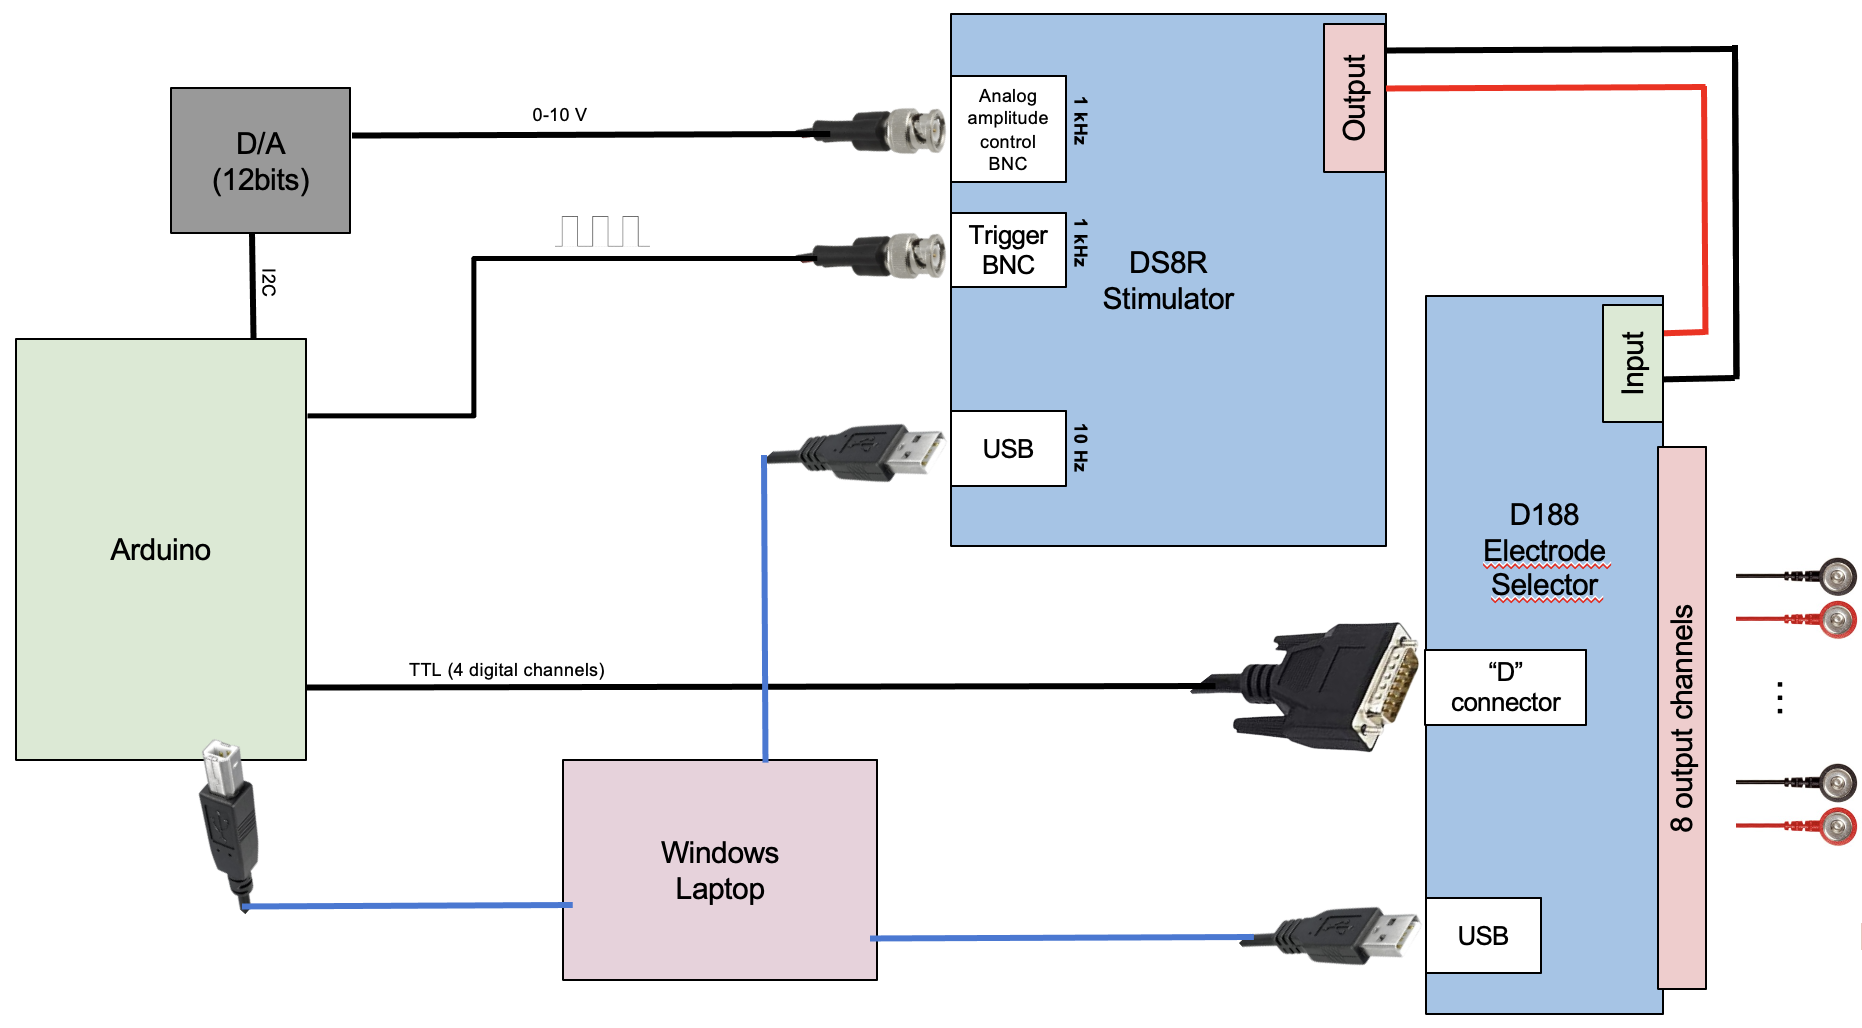 D/A
(12bits)
I2C
0-10 V
Analog
amplitude
control
BNC
1 kHz
Trigger
BNC
1 kHz
DS8R
Stimulator
Output
USB
10 Hz
Input
Arduino
TTL (4 digital channels)
D188
Electrode
Selector
“D”
connector
8 output channels
...
Windows
Laptop
USB